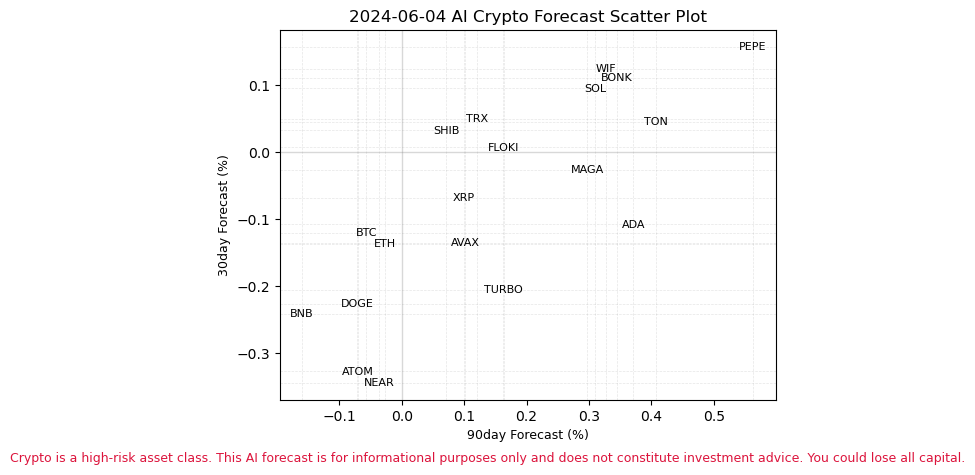 2024-06-04 AI Crypto Forecast Scatter Plot
PEPE
WIF
BONK
0.1
SOL
TRX
TON
SHIB
FLOKI
0.0
MAGA
30day Forecast (%)
XRP
−0.1
ADA
BTC
ETH
AVAX
−0.2
TURBO
DOGE
BNB
−0.3
ATOM
NEAR
−0.1 0.0 0.1 0.2 0.3 0.4 0.5
90day Forecast (%)
Crypto is a high-risk asset class. This AI forecast is for informational purposes only and does not constitute investment advice. You could lose all capital.